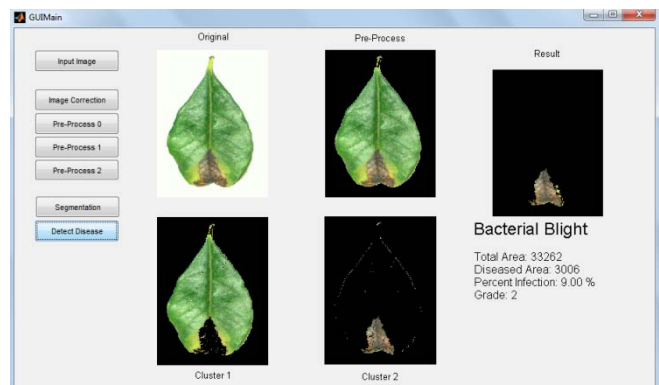 GUIMain
Original
Pre-Process
Result
Input Image
Image Correction
Pre-Process 0
Pre-Process 1
Pre-Process 2
Segmentation
Detect Disease
Bacterial Blight
Total Area: 33262
Diseased Area: 3006
Percent Infection: 9.00 %
Grade: 2
Cluster 1
Cluster 2